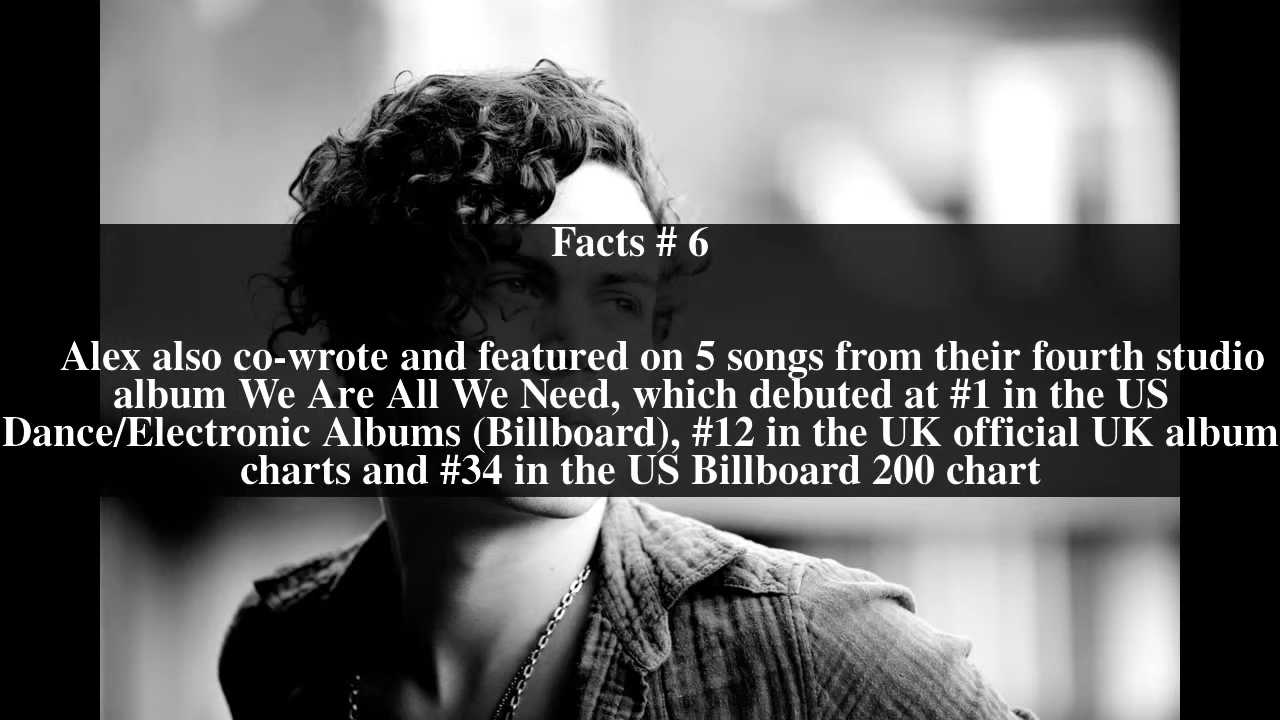 Facts # 6
Alex also co-wrote and featured on 5 songs from their fourth studio
album We Are All We Need, which debuted at #1 in the US
Dance/Electronic Albums (Billboard), #12 in the UK official UK album
charts and #34 in the US Billboard 200 chart